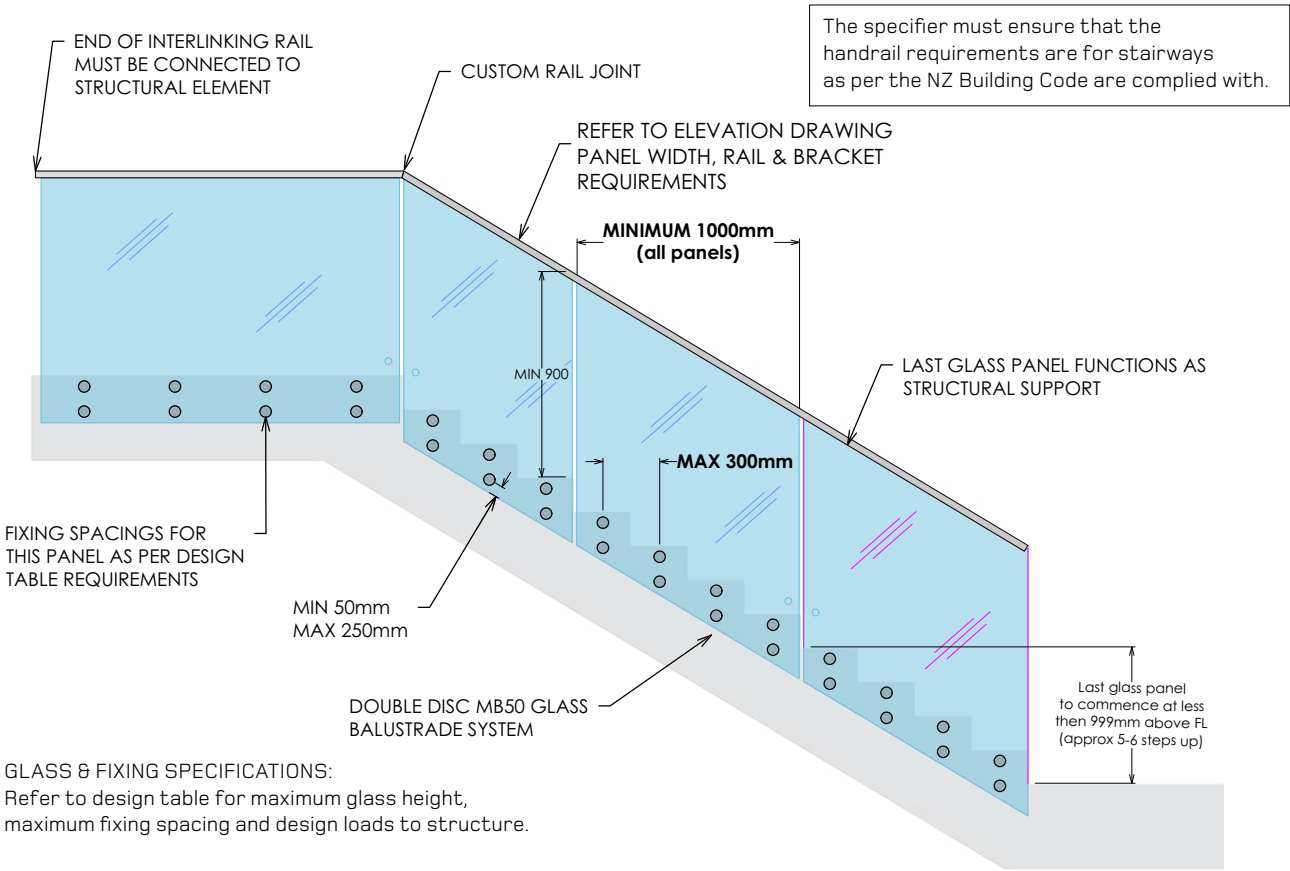 The specifier must ensure that the
handrail requirements are for stairways
as per the NZ Building Code are complied with.
END OF INTERLINKING RAIL
MUST BE CONNECTED TO
STRUCTURAL ELEMENT
CUSTOM RAIL JOINT
REFER TO ELEVATION DRAWING
PANEL WIDTH, RAIL & BRACKET
REQUIREMENTS
MINIMUM 1000mm
(all panels)
MIN 900
LAST GLASS PANEL FUNCTIONS AS
STRUCTURAL SUPPORT
MAX 300mm
FIXING SPACINGS FOR
THIS PANEL AS PER DESIGN
TABLE REQUIREMENTS
MIN 50mm
MAX 250mm
DOUBLE DISC MB50 GLASS
BALUSTRADE SYSTEM
Last glass panel
to commence at less
then 999mm above FL
(approx 5-6 steps up)
GLASS & FIXING SPECIFICATIONS:
Refer to design table for maximum glass height,
maximum fixing spacing and design loads to structure.